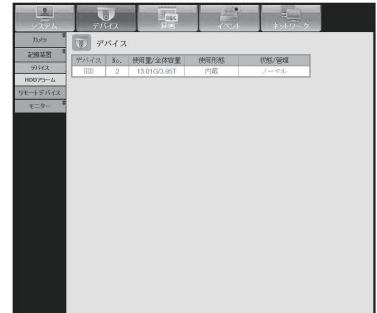 システム デバイス 録画 イベント ネットワーク
カメラ
デバイス
記憶装置
デバイス No. 使用量/全体容量 使用形態 状態/管理
デバイス
HDD 2 13.01G/3.95T 内蔵 ノーマル
HDDアラーム
リモートデバイス
モニター